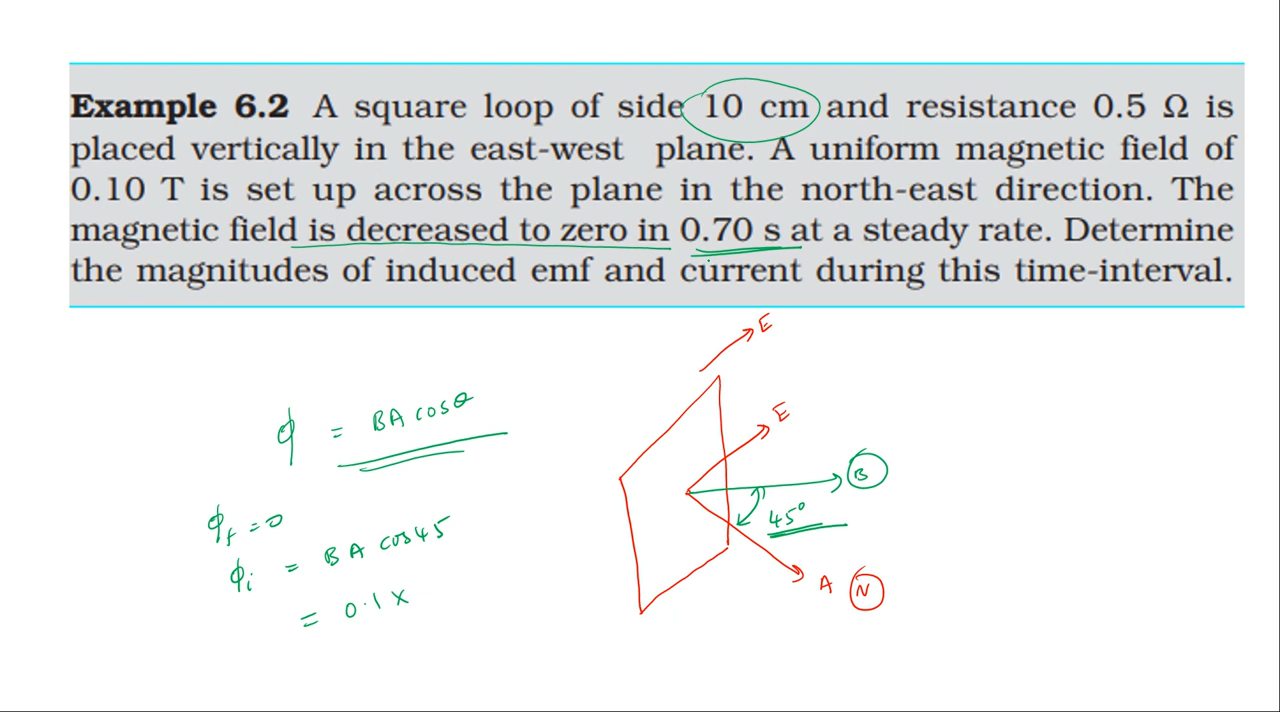 Example 6.2 A square loop of side 10 cm and resistance 0.5 Ω is
placed vertically in the east-west plane. A uniform magnetic field of
0.10 T is set up across the plane in the north-east direction. The
magnetic field is decreased to zero in 0.70 s at a steady rate. Determine
the magnitudes of induced emf and current during this time-interval.
E
E
ϕ = BA cosθ
B
45°
ϕf = 0
ϕi = BA cos45
A N
= 0.1 x